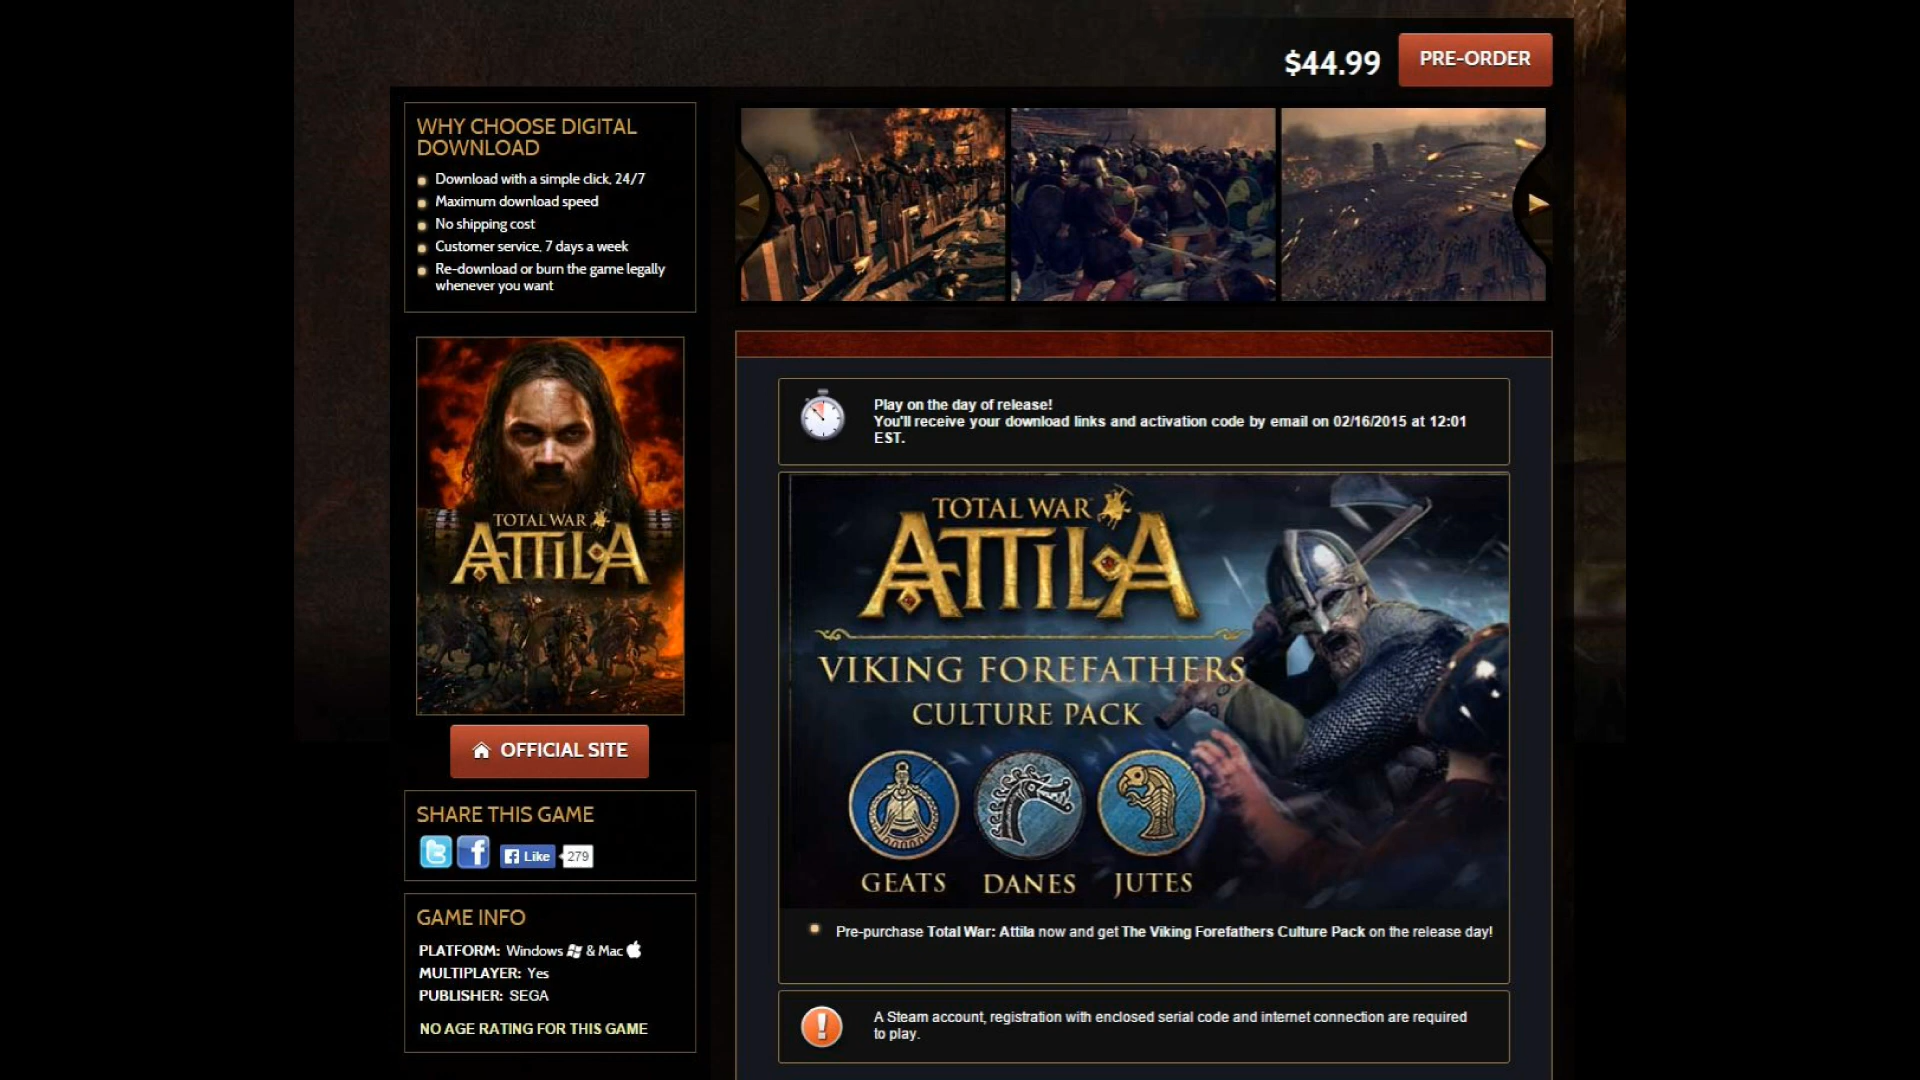 $44.99
PRE-ORDER
WHY CHOOSE DIGITAL
DOWNLOAD
Download with a simple click, 24/7
Maximum download speed
No shipping cost
Customer service, 7 days a week
Re-download or burn the game legally
whenever you want
TOTAL WAR
ATTILA
OFFICIAL SITE
SHARE THIS GAME
Like
279
GAME INFO
PLATFORM: Windows & Mac
MULTIPLAYER: Yes
PUBLISHER: SEGA
NO AGE RATING FOR THIS GAME
Play on the day of release!
You'll receive your download links and activation code by email on 02/16/2015 at 12:01
EST.
TOTAL WAR
ATTILA
VIKING FOREFATHERS
CULTURE PACK
GEATS DANES JUTES
Pre-purchase Total War: Attila now and get The Viking Forefathers Culture Pack on the release day!
A Steam account, registration with enclosed serial code and internet connection are required
to play.